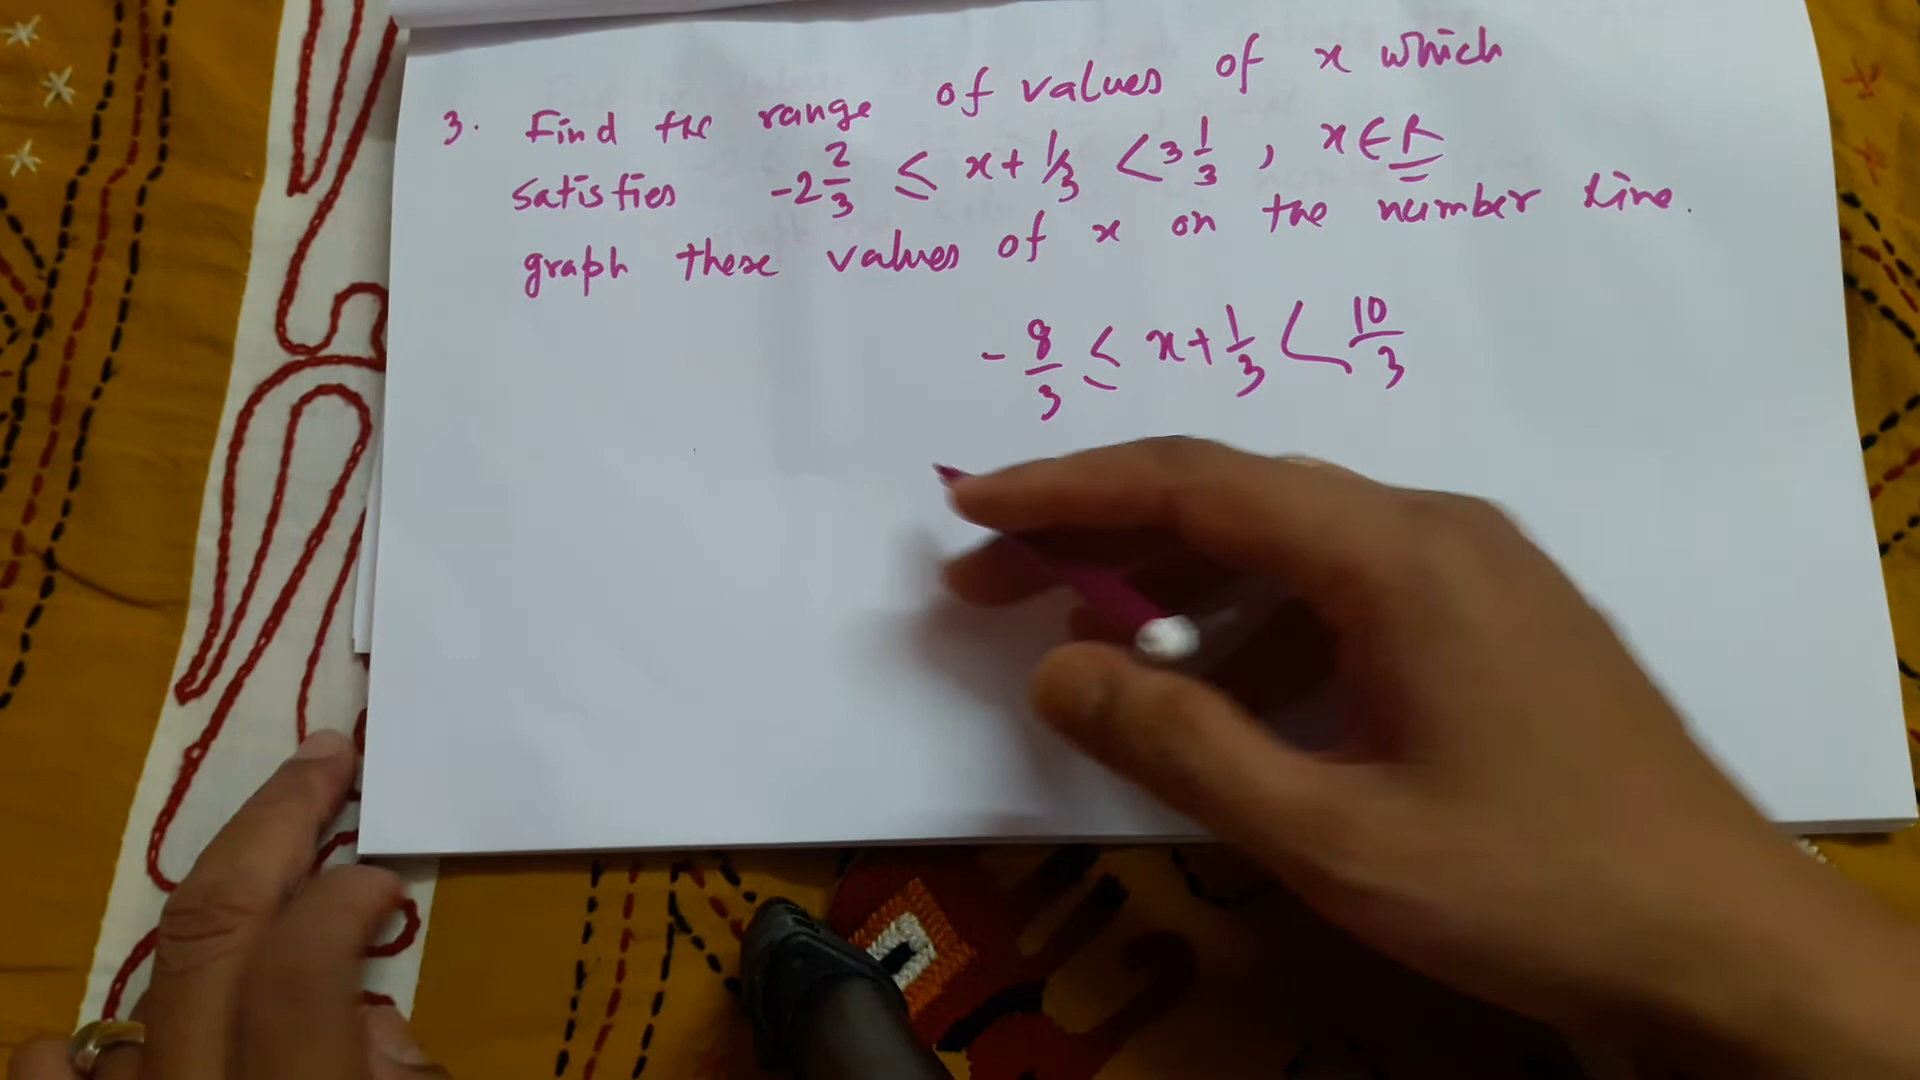 3. Find the range of values of x which
satisfies -2 2/3 ≤ x + 1/3 < 3 1/3 , x ∈ R
graph these values of x on the number line.
- 8/3 ≤ x + 1/3 < 10/3